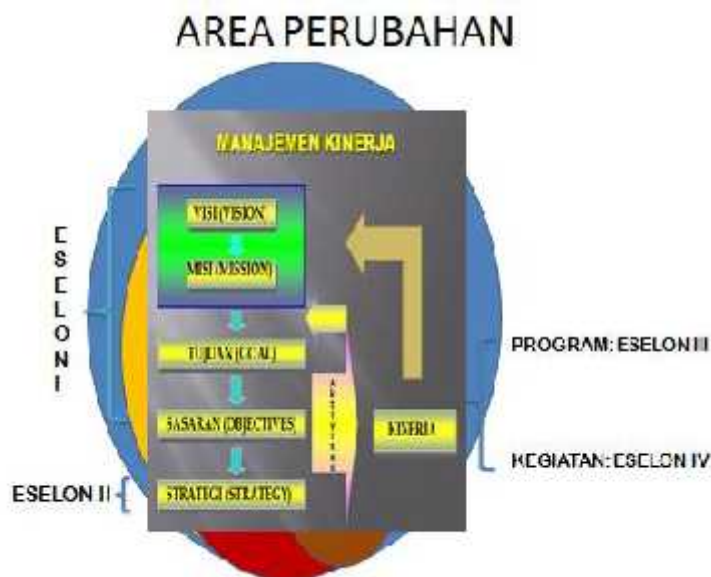 AREA PERUBAHAN
MANAJEMEN KINERJA
ESELON I
VISI (VISION)
MISI (MISSION)
TUJUAN (GOAL)
SASARAN (OBJECTIVES)
STRATEGI (STRATEGY)
KINERJA
ESELON II
PROGRAM: ESELON III
KEGIATAN: ESELON IV